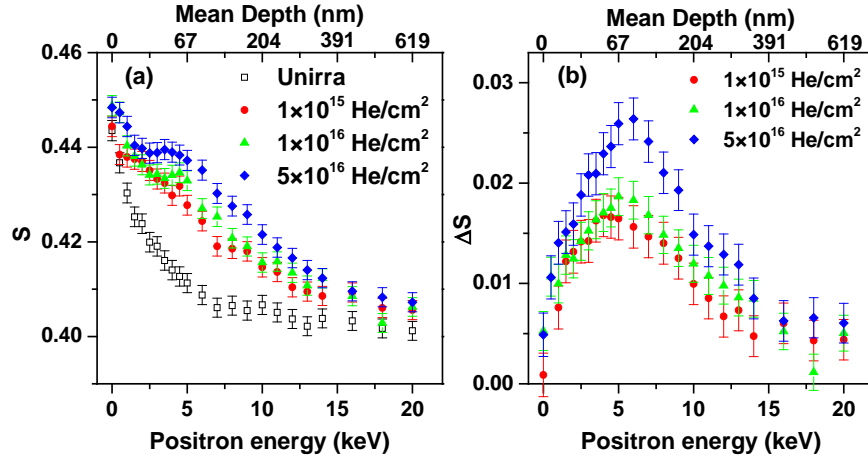 Mean Depth (nm)
0 67 204 391 619
0.46
0.44
0.42
0.40
S
(a)
Unirra
1×10¹⁵ He/cm²
1×10¹⁶ He/cm²
5×10¹⁶ He/cm²
0 5 10 15 20
Positron energy (keV)
Mean Depth (nm)
0 67 204 391 619
0.03
0.02
0.01
0.00
ΔS
(b)
1×10¹⁵ He/cm²
1×10¹⁶ He/cm²
5×10¹⁶ He/cm²
0 5 10 15 20
Positron energy (keV)